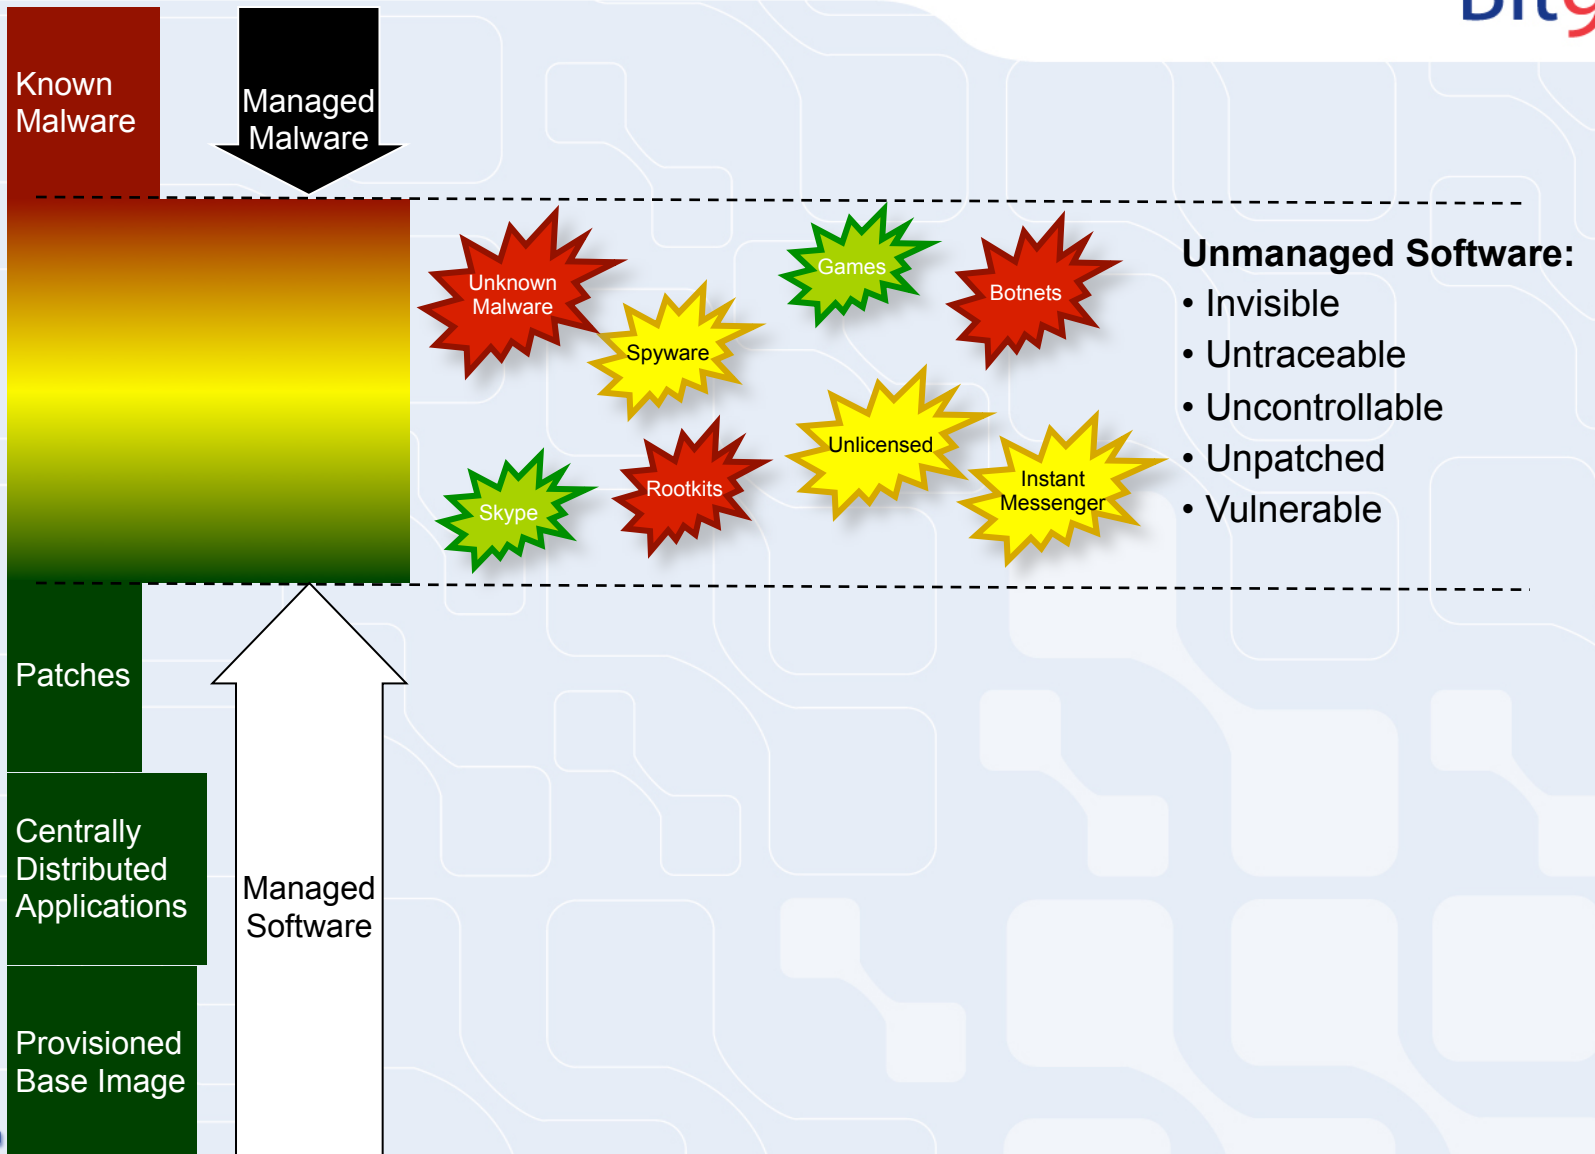 Bit9
Known
Malware
Managed
Malware
Unknown
Malware
Spyware
Games
Botnets
Skype
Rootkits
Unlicensed
Instant
Messenger
Unmanaged Software:
• Invisible
• Untraceable
• Uncontrollable
• Unpatched
• Vulnerable
Patches
Centrally
Distributed
Applications
Managed
Software
Provisioned
Base Image